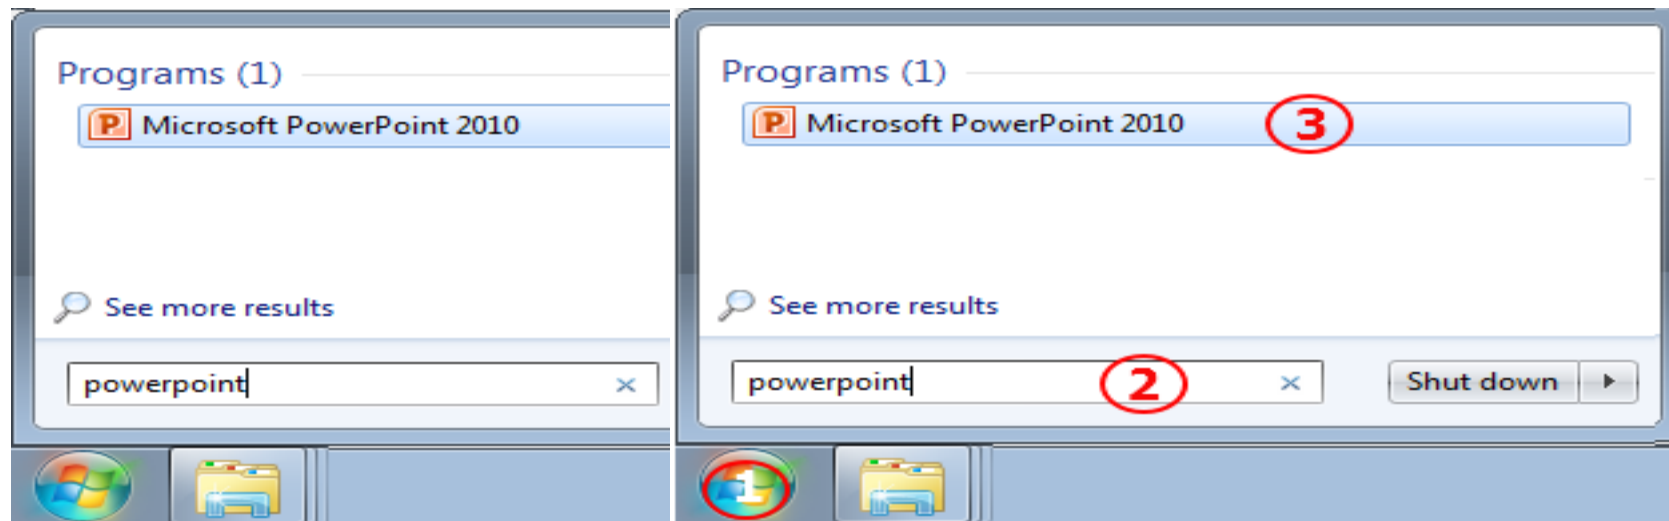 Programs (1)
P Microsoft PowerPoint 2010
See more results
powerpoint
Programs (1)
P Microsoft PowerPoint 2010 3
See more results
powerpoint 2
Shut down
1